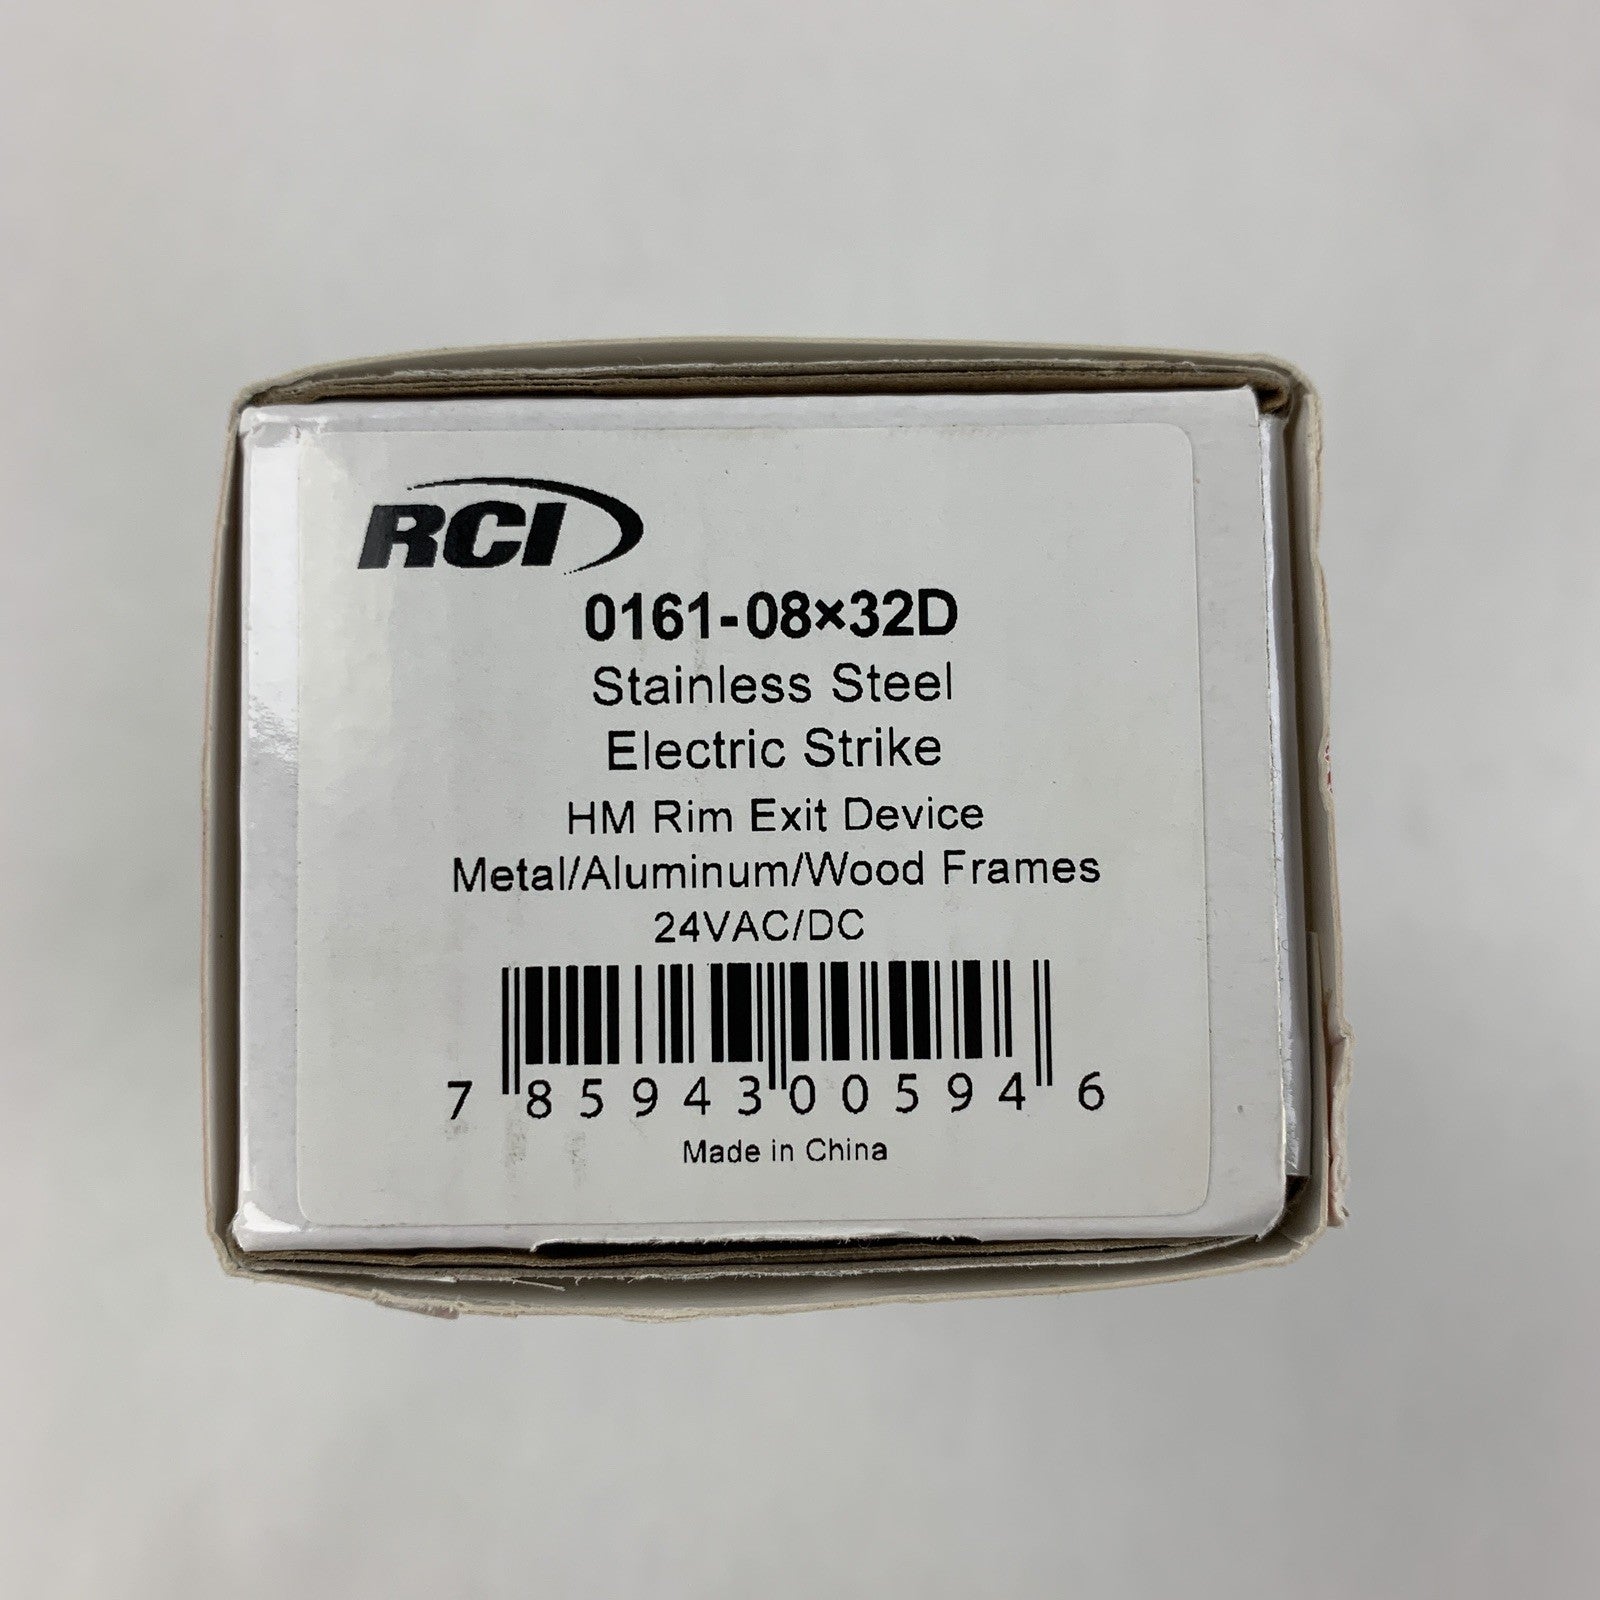 RCI
0161-08×32D
Stainless Steel
Electric Strike
HM Rim Exit Device
Metal/Aluminum/Wood Frames
24VAC/DC
7 85943 00594 6
Made in China